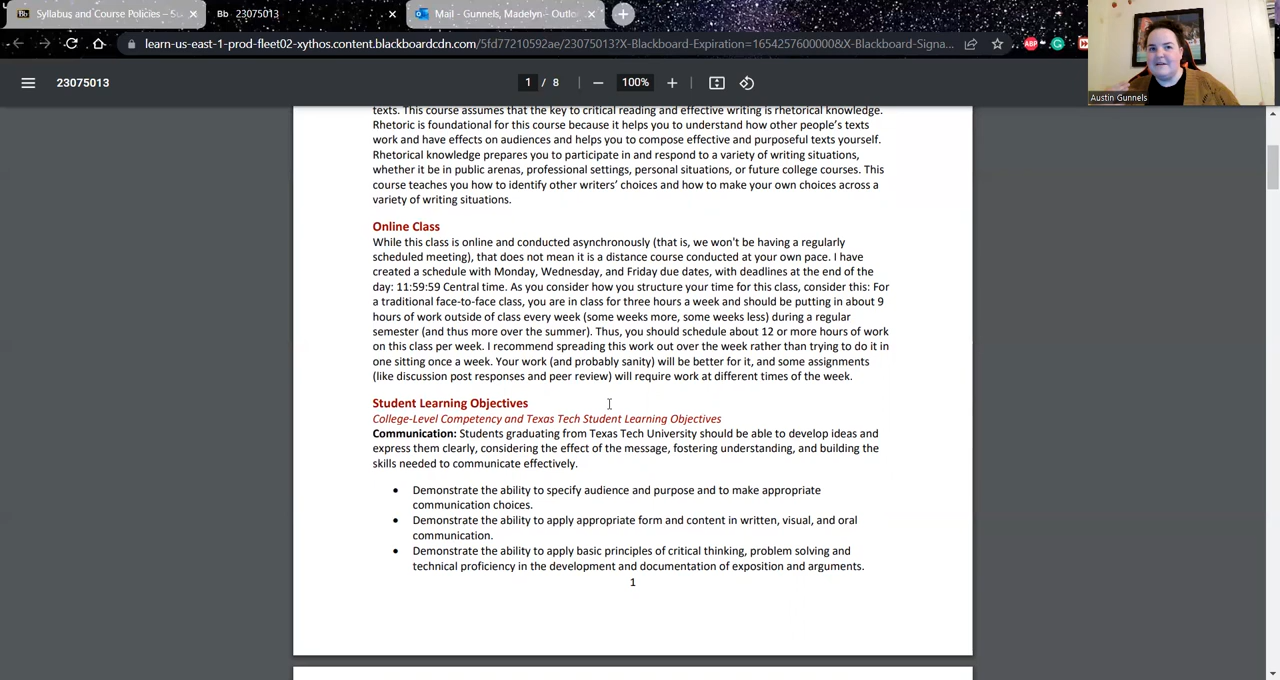 Syllabus and Course Policies – Su
Bb 23075013
Mail - Gunnels, Madelyn - Outlo
learn-us-east-1-prod-fleet02-xythos.content.blackboardcdn.com/5fd77210592ae/23075013?X-Blackboard-Expiration=1654257600000&X-Blackboard-Signa...
ABP
Austin Gunnels
23075013
1 / 8
100%
texts. This course assumes that the key to critical reading and effective writing is rhetorical knowledge.
Rhetoric is foundational for this course because it helps you to understand how other people's texts
work and have effects on audiences and helps you to compose effective and purposeful texts yourself.
Rhetorical knowledge prepares you to participate in and respond to a variety of writing situations,
whether it be in public arenas, professional settings, personal situations, or future college courses. This
course teaches you how to identify other writers' choices and how to make your own choices across a
variety of writing situations.
Online Class
While this class is online and conducted asynchronously (that is, we won't be having a regularly
scheduled meeting), that does not mean it is a distance course conducted at your own pace. I have
created a schedule with Monday, Wednesday, and Friday due dates, with deadlines at the end of the
day: 11:59:59 Central time. As you consider how you structure your time for this class, consider this: For
a traditional face-to-face class, you are in class for three hours a week and should be putting in about 9
hours of work outside of class every week (some weeks more, some weeks less) during a regular
semester (and thus more over the summer). Thus, you should schedule about 12 or more hours of work
on this class per week. I recommend spreading this work out over the week rather than trying to do it in
one sitting once a week. Your work (and probably sanity) will be better for it, and some assignments
(like discussion post responses and peer review) will require work at different times of the week.
Student Learning Objectives
College-Level Competency and Texas Tech Student Learning Objectives
Communication: Students graduating from Texas Tech University should be able to develop ideas and
express them clearly, considering the effect of the message, fostering understanding, and building the
skills needed to communicate effectively.
• Demonstrate the ability to specify audience and purpose and to make appropriate
communication choices.
• Demonstrate the ability to apply appropriate form and content in written, visual, and oral
communication.
• Demonstrate the ability to apply basic principles of critical thinking, problem solving and
technical proficiency in the development and documentation of exposition and arguments.
1